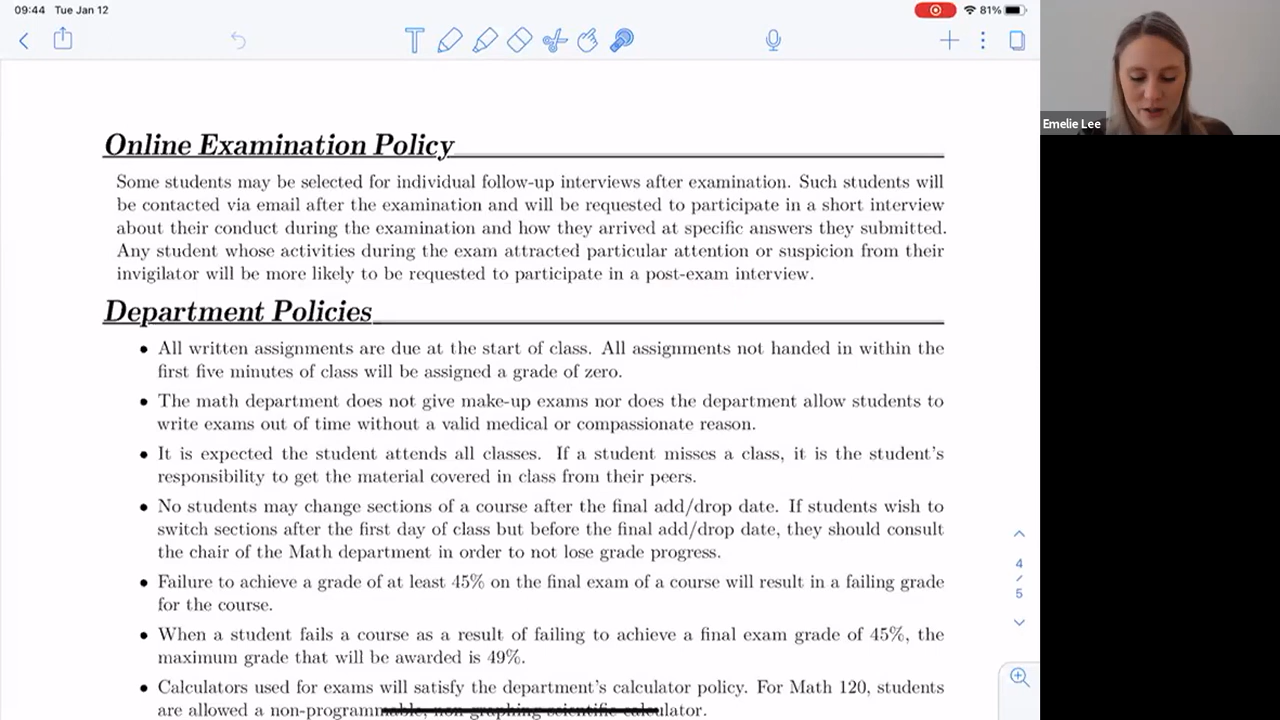 09:44 Tue Jan 12
81%
Emelie Lee
Online Examination Policy
Some students may be selected for individual follow-up interviews after examination. Such students will
be contacted via email after the examination and will be requested to participate in a short interview
about their conduct during the examination and how they arrived at specific answers they submitted.
Any student whose activities during the exam attracted particular attention or suspicion from their
invigilator will be more likely to be requested to participate in a post-exam interview.
Department Policies
• All written assignments are due at the start of class. All assignments not handed in within the
first five minutes of class will be assigned a grade of zero.
• The math department does not give make-up exams nor does the department allow students to
write exams out of time without a valid medical or compassionate reason.
• It is expected the student attends all classes. If a student misses a class, it is the student's
responsibility to get the material covered in class from their peers.
• No students may change sections of a course after the final add/drop date. If students wish to
switch sections after the first day of class but before the final add/drop date, they should consult
the chair of the Math department in order to not lose grade progress.
• Failure to achieve a grade of at least 45% on the final exam of a course will result in a failing grade
for the course.
• When a student fails a course as a result of failing to achieve a final exam grade of 45%, the
maximum grade that will be awarded is 49%.
• Calculators used for exams will satisfy the department's calculator policy. For Math 120, students
are allowed a non-programmable, non-graphing scientific calculator.
4
/
5